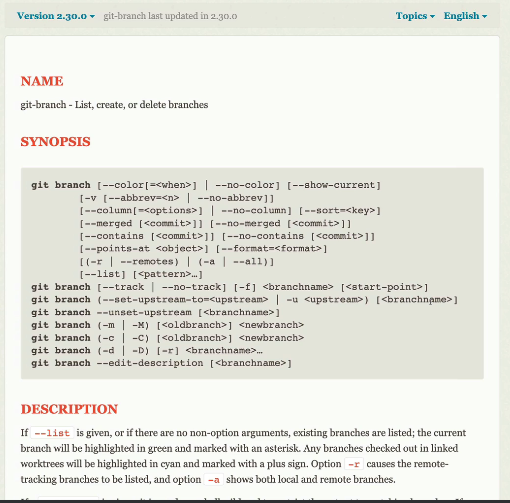 Version 2.30.0 git-branch last updated in 2.30.0 Topics English
NAME
git-branch - List, create, or delete branches
SYNOPSIS
git branch [--color[=<when>] | --no-color] [--show-current]
[-v [--abbrev=<n> | --no-abbrev]]
[--column[=<options>] | --no-column] [--sort=<key>]
[--merged [<commit>]] [--no-merged [<commit>]]
[--contains [<commit>]] [--no-contains [<commit>]]
[--points-at <object>] [--format=<format>]
[(-r | --remotes) | (-a | --all)]
[--list] [<pattern>…]
git branch [--track | --no-track] [-f] <branchname> [<start-point>]
git branch (--set-upstream-to=<upstream> | -u <upstream>) [<branchname>]
git branch --unset-upstream [<branchname>]
git branch (-m | -M) [<oldbranch>] <newbranch>
git branch (-c | -C) [<oldbranch>] <newbranch>
git branch (-d | -D) [-r] <branchname>…
git branch --edit-description [<branchname>]
DESCRIPTION
If --list is given, or if there are no non-option arguments, existing branches are listed; the current
branch will be highlighted in green and marked with an asterisk. Any branches checked out in linked
worktrees will be highlighted in cyan and marked with a plus sign. Option -r causes the remote-
tracking branches to be listed, and option -a shows both local and remote branches.